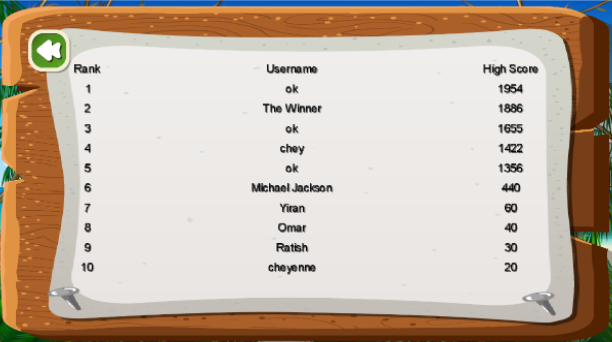 Rank Username High Score
1 ok 1954
2 The Winner 1886
3 ok 1655
4 chey 1422
5 ok 1356
6 Michael Jackson 440
7 Yiran 60
8 Omar 40
9 Ratish 30
10 cheyenne 20